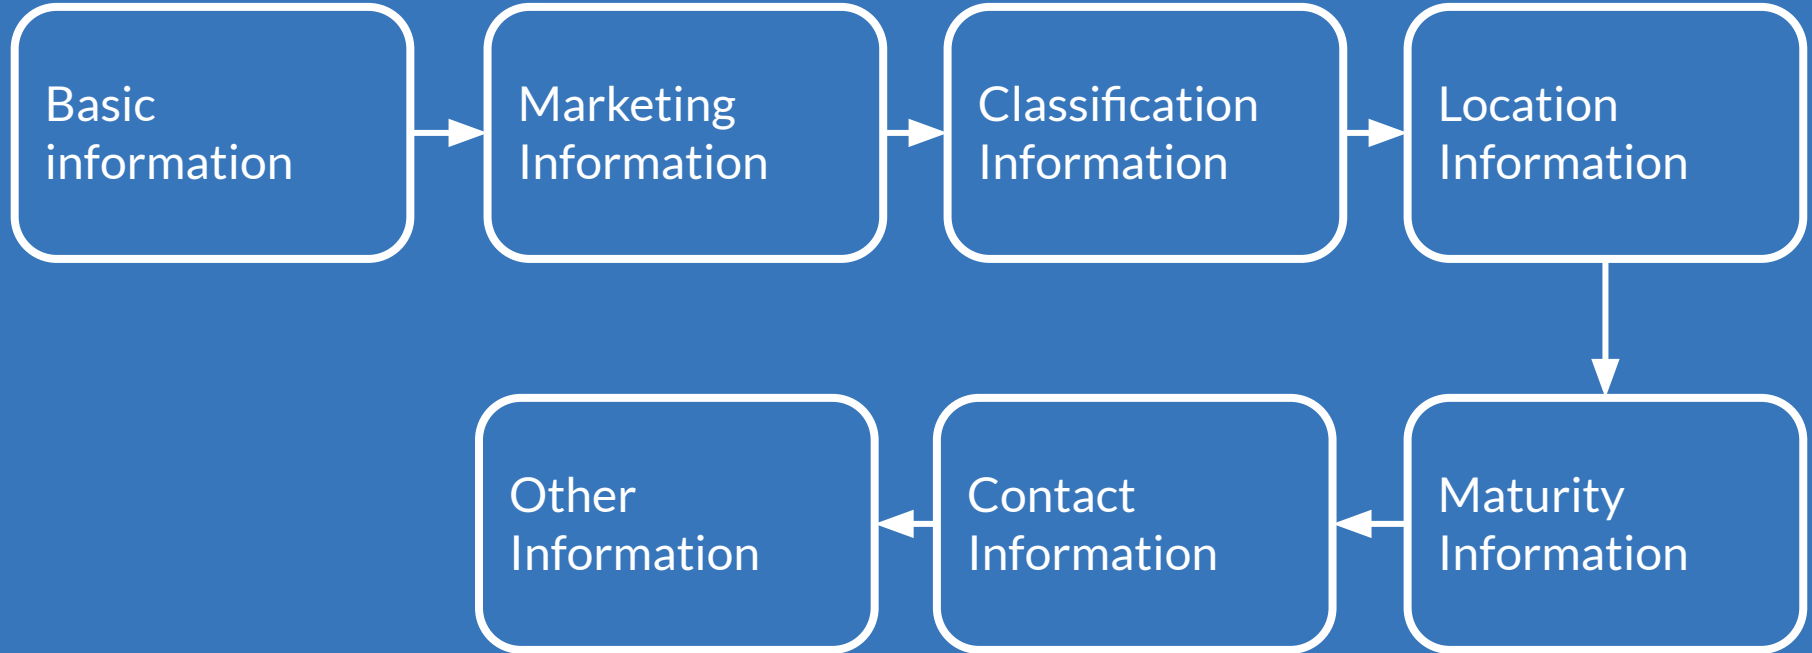 Basic
information
Marketing
Information
Classification
Information
Location
Information
Maturity
Information
Contact
Information
Other
Information